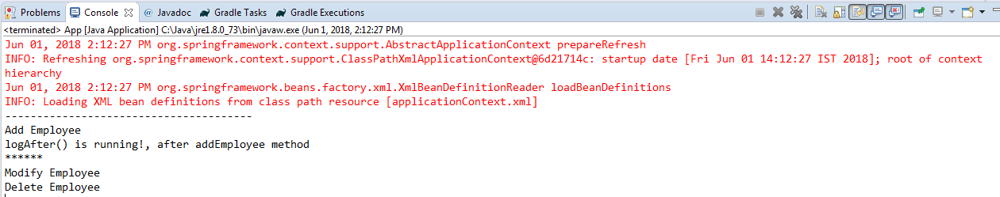 Problems Console Javadoc Gradle Tasks Gradle Executions
<terminated> App [Java Application] C:\Java\jre1.8.0_73\bin\javaw.exe (Jun 1, 2018, 2:12:27 PM)
Jun 01, 2018 2:12:27 PM org.springframework.context.support.AbstractApplicationContext prepareRefresh
INFO: Refreshing org.springframework.context.support.ClassPathXmlApplicationContext@6d21714c: startup date [Fri Jun 01 14:12:27 IST 2018]; root of context
hierarchy
Jun 01, 2018 2:12:27 PM org.springframework.beans.factory.xml.XmlBeanDefinitionReader loadBeanDefinitions
INFO: Loading XML bean definitions from class path resource [applicationContext.xml]
---------------------------------------
Add Employee
logAfter() is running!, after addEmployee method
******
Modify Employee
Delete Employee